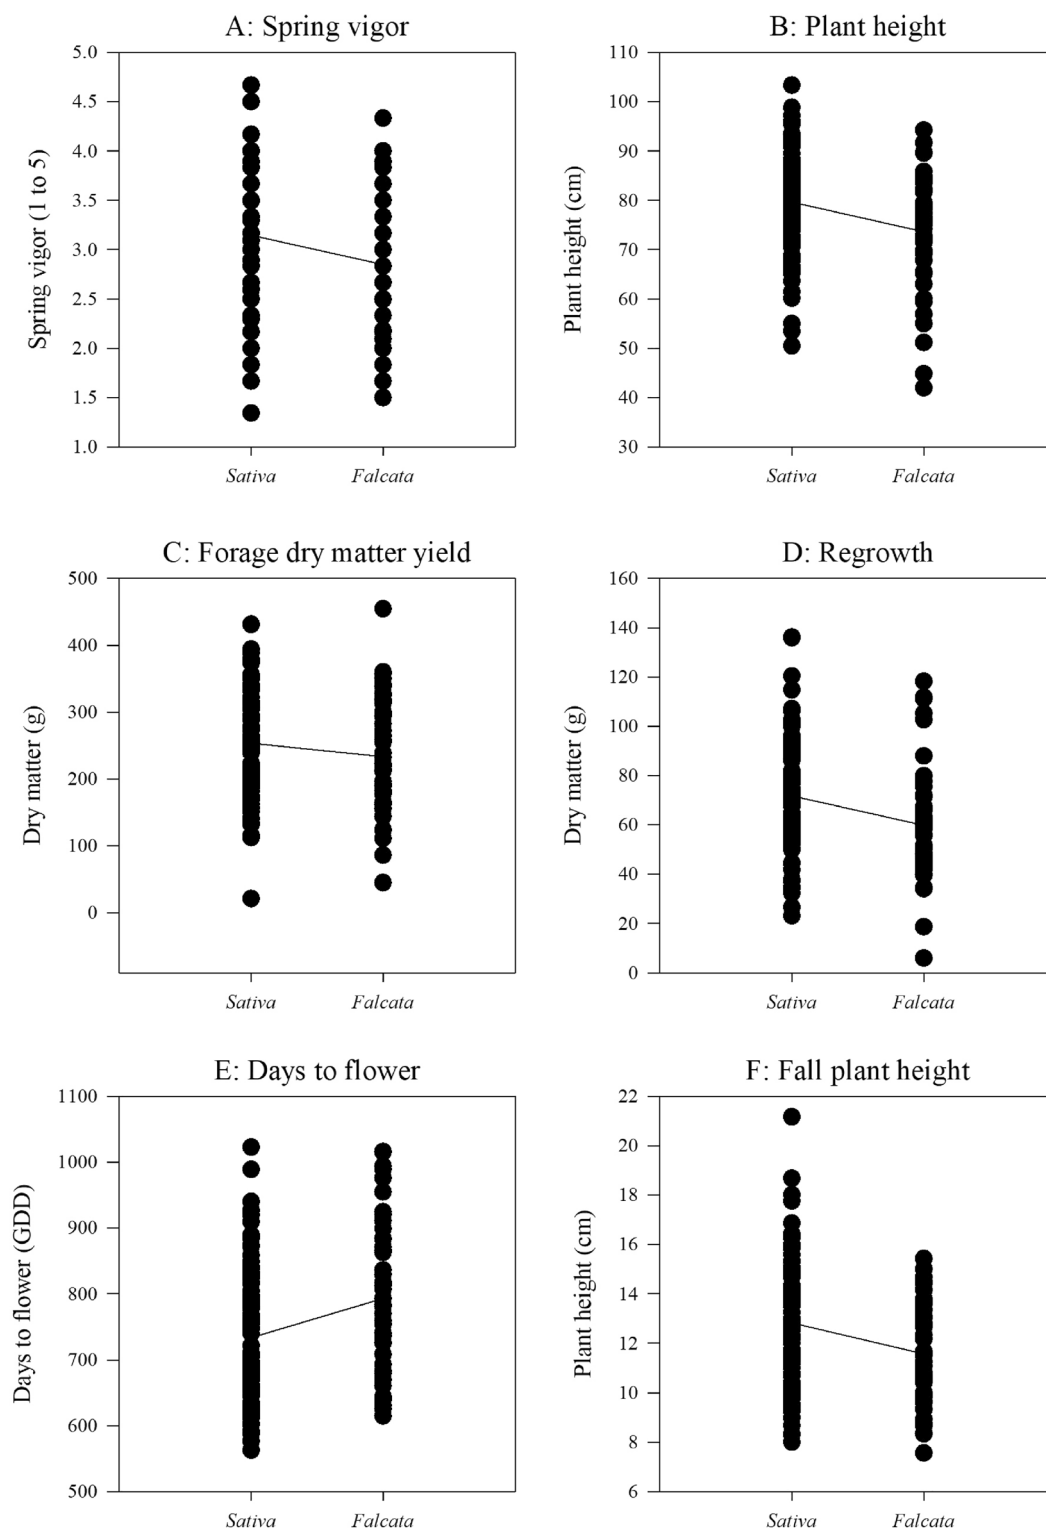 A: Spring vigor
5.0
4.5
4.0
3.5
3.0
2.5
2.0
1.5
1.0
Spring vigor (1 to 5)
Sativa
Falcata
B: Plant height
110
100
90
80
70
60
50
40
30
Plant height (cm)
Sativa
Falcata
C: Forage dry matter yield
500
400
300
200
100
0
Dry matter (g)
Sativa
Falcata
D: Regrowth
160
140
120
100
80
60
40
20
0
Dry matter (g)
Sativa
Falcata
E: Days to flower
1100
1000
900
800
700
600
500
Days to flower (GDD)
Sativa
Falcata
F: Fall plant height
22
20
18
16
14
12
10
8
6
Plant height (cm)
Sativa
Falcata